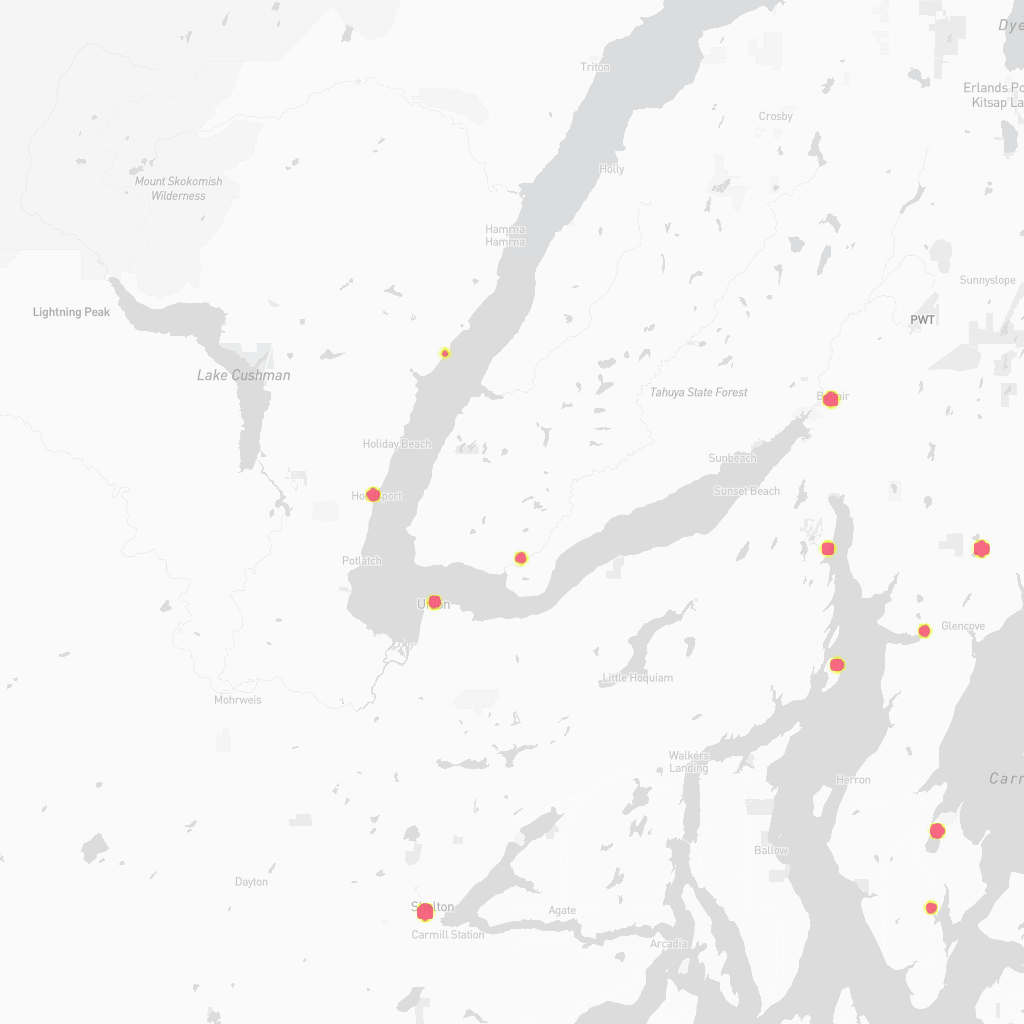 Dye
Triton
Erlands Po
Kitsap La
Crosby
Holly
Mount Skokomish
Wilderness
Hamma
Hamma
Sunnyslope
Lightning Peak
PWT
Lake Cushman
Tahuya State Forest
Holiday Beach
Sunbeach
Sunset Beach
Potlatch
Glencove
Little Hoquiam
Mohrweis
Walkers
Landing
Herron
Carr
Ballow
Dayton
Agate
Carmill Station
Arcadia